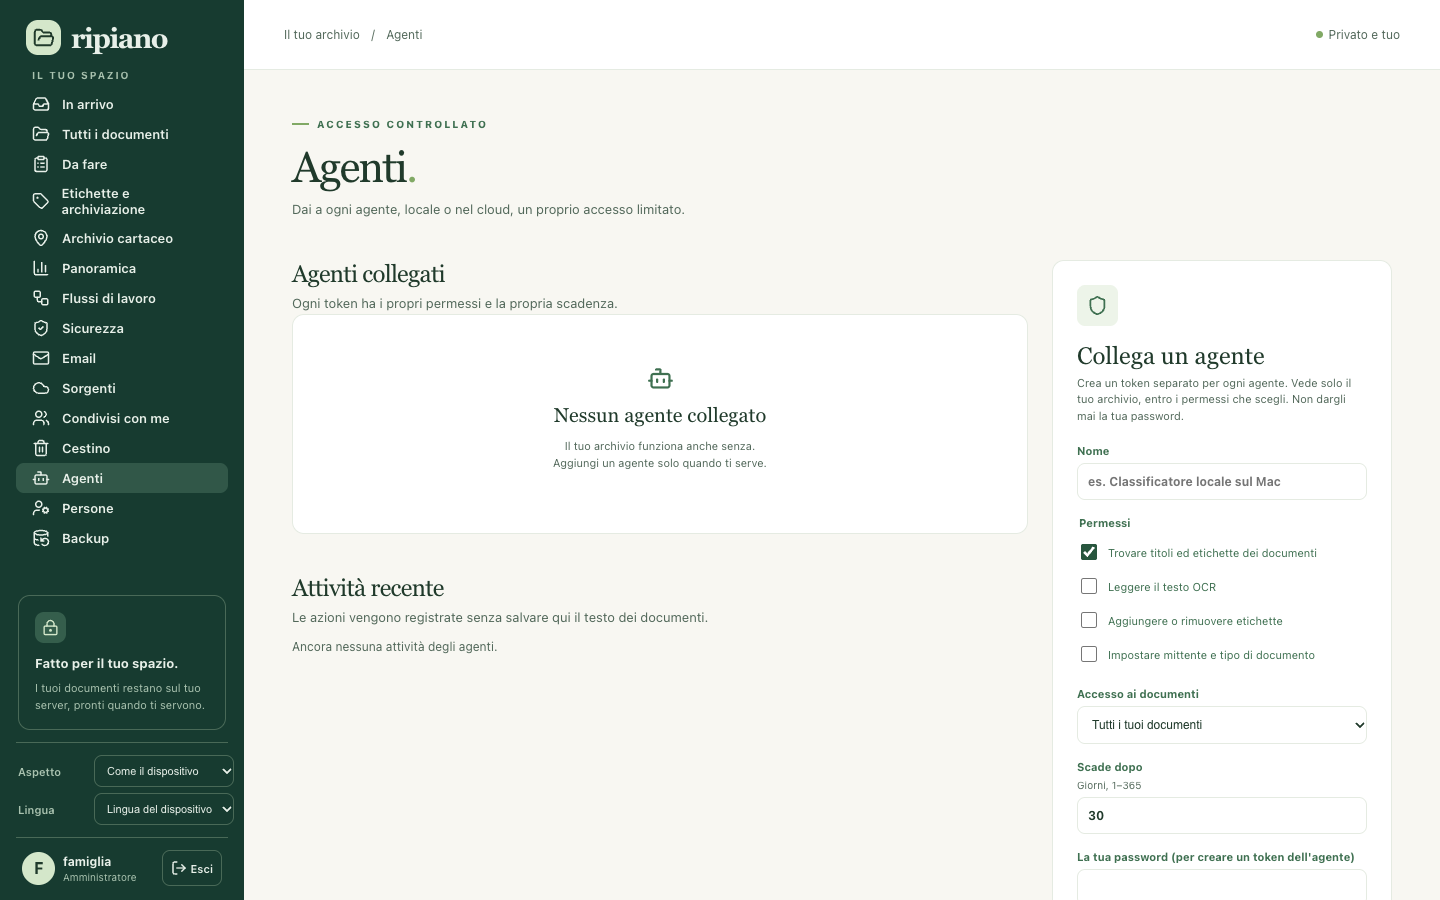 ripiano
IL TUO SPAZIO
In arrivo
Tutti i documenti
Da fare
Etichette e
archiviazione
Archivio cartaceo
Panoramica
Flussi di lavoro
Sicurezza
Email
Sorgenti
Condivisi con me
Cestino
Agenti
Persone
Backup
Fatto per il tuo spazio.
I tuoi documenti restano sul tuo
server, pronti quando ti servono.
Aspetto
Come il dispositivo
Lingua
Lingua del dispositivo
F
famiglia
Amministratore
Esci
Il tuo archivio / Agenti
Privato e tuo
ACCESSO CONTROLLATO
Agenti.
Dai a ogni agente, locale o nel cloud, un proprio accesso limitato.
Agenti collegati
Ogni token ha i propri permessi e la propria scadenza.
Nessun agente collegato
Il tuo archivio funziona anche senza.
Aggiungi un agente solo quando ti serve.
Attività recente
Le azioni vengono registrate senza salvare qui il testo dei documenti.
Ancora nessuna attività degli agenti.
Collega un agente
Crea un token separato per ogni agente. Vede solo il
tuo archivio, entro i permessi che scegli. Non dargli
mai la tua password.
Nome
es. Classificatore locale sul Mac
Permessi
Trovare titoli ed etichette dei documenti
Leggere il testo OCR
Aggiungere o rimuovere etichette
Impostare mittente e tipo di documento
Accesso ai documenti
Tutti i tuoi documenti
Scade dopo
Giorni, 1–365
30
La tua password (per creare un token dell'agente)